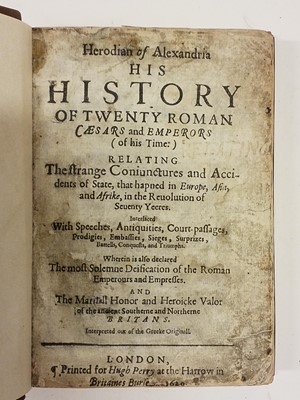 Herodian of Alexandria
HIS
HISTORY
OF TWENTY ROMAN
CÆSARS and EMPERORS
(of his Time:)
RELATING
The strange Coniunctures and Acci-
dents of State, that hapned in Europe, Asia,
and Afrike, in the Reuolution of
Seuenty Yeeres.
Interlaced
With Speeches, Antiquities, Court-passages,
Prodigies, Embassies, Sieges, Surprizes,
Battells, Conquests, and Triumphs.
Wherein is also declared
The most Solemne Deification of the Roman
Emperours and Empresses.
AND
The Martiall Honor and Heroicke Valor
of the ancient Southerne and Northerne
BRITANS.
Interpreted out of the Greeke Originall.
LONDON,
¶ Printed for Hugh Perry at the Harrow in
Britaines Burse